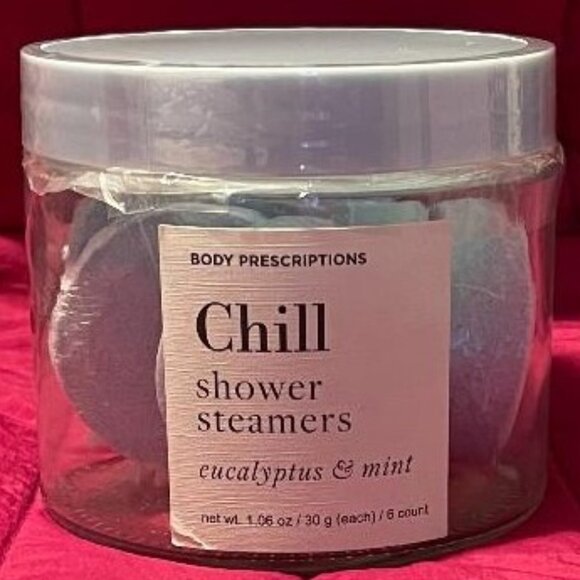 BODY PRESCRIPTIONS
Chill
shower
steamers
eucalyptus & mint
net wt. 1.06 oz / 30 g (each) / 6 count